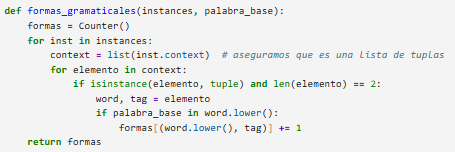 def formas_gramaticales(instances, palabra_base):
    formas = Counter()
    for inst in instances:
        context = list(inst.context)  # aseguramos que es una lista de tuplas
        for elemento in context:
            if isinstance(elemento, tuple) and len(elemento) == 2:
                word, tag = elemento
                if palabra_base in word.lower():
                    formas[(word.lower(), tag)] += 1
    return formas